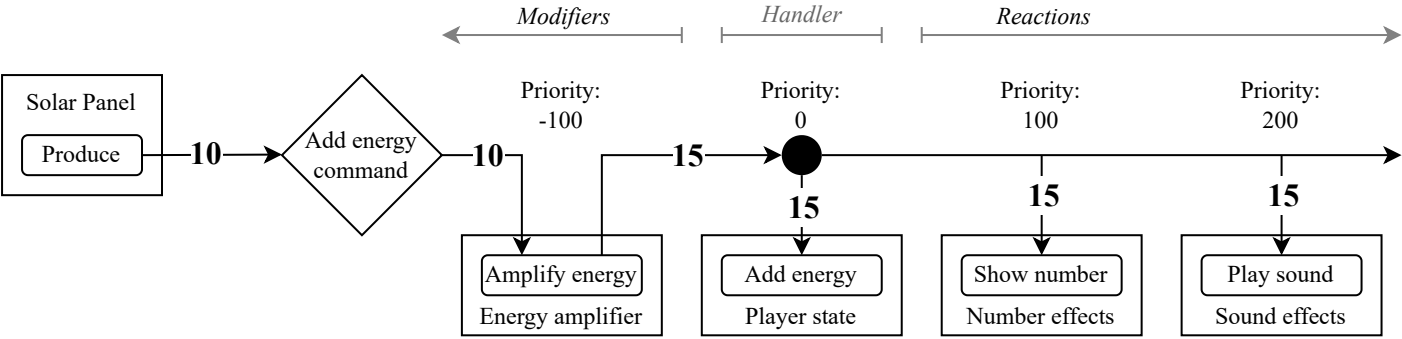 Modifiers
Handler
Reactions
Solar Panel
Produce
10
Add energy
command
10
Priority:
-100
15
Priority:
0
Priority:
100
Priority:
200
15
15
15
Amplify energy
Energy amplifier
Add energy
Player state
Show number
Number effects
Play sound
Sound effects